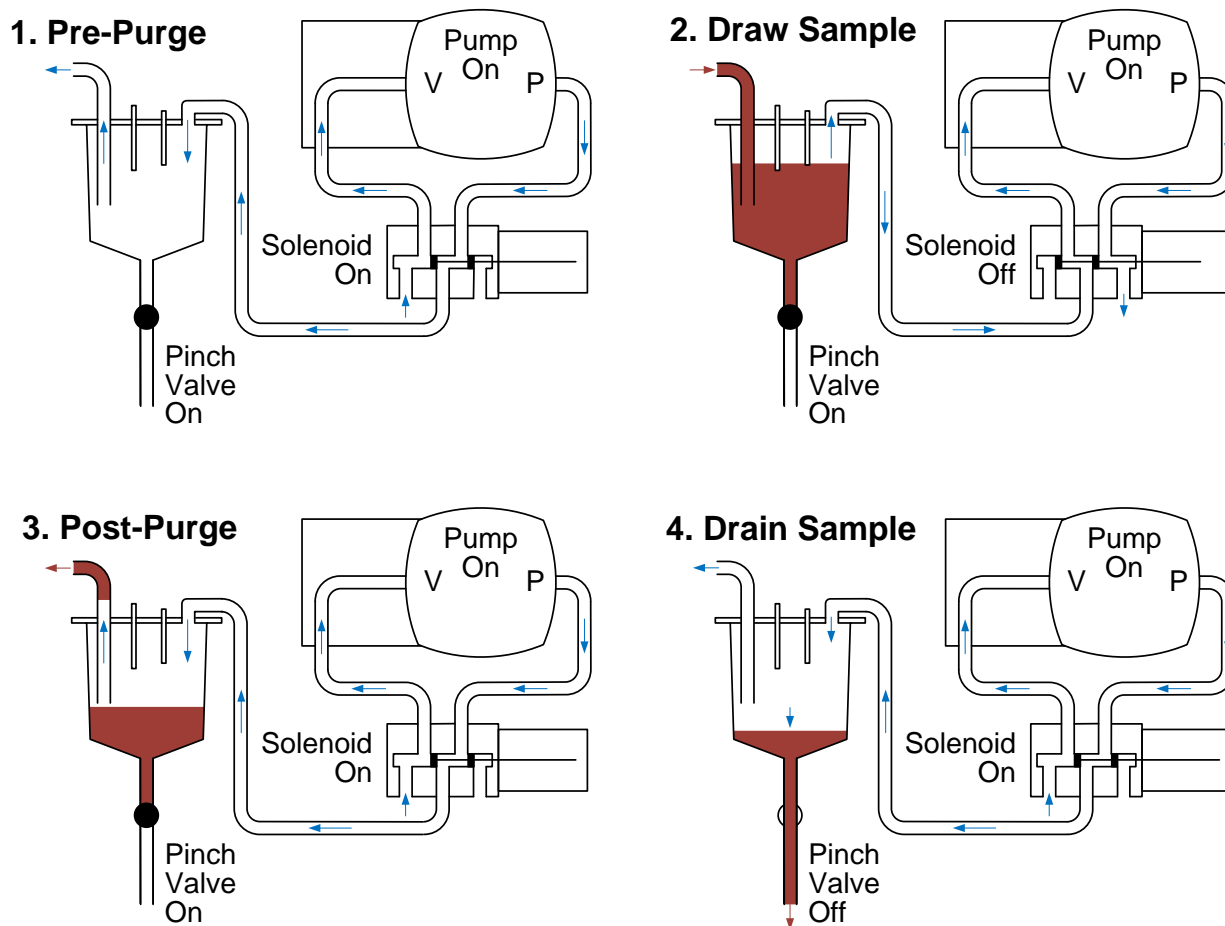 1. Pre-Purge
Pump
On
V
P
Solenoid
On
Pinch
Valve
On
2. Draw Sample
Pump
On
V
P
Solenoid
Off
Pinch
Valve
On
3. Post-Purge
Pump
On
V
P
Solenoid
On
Pinch
Valve
On
4. Drain Sample
Pump
On
V
P
Solenoid
On
Pinch
Valve
Off